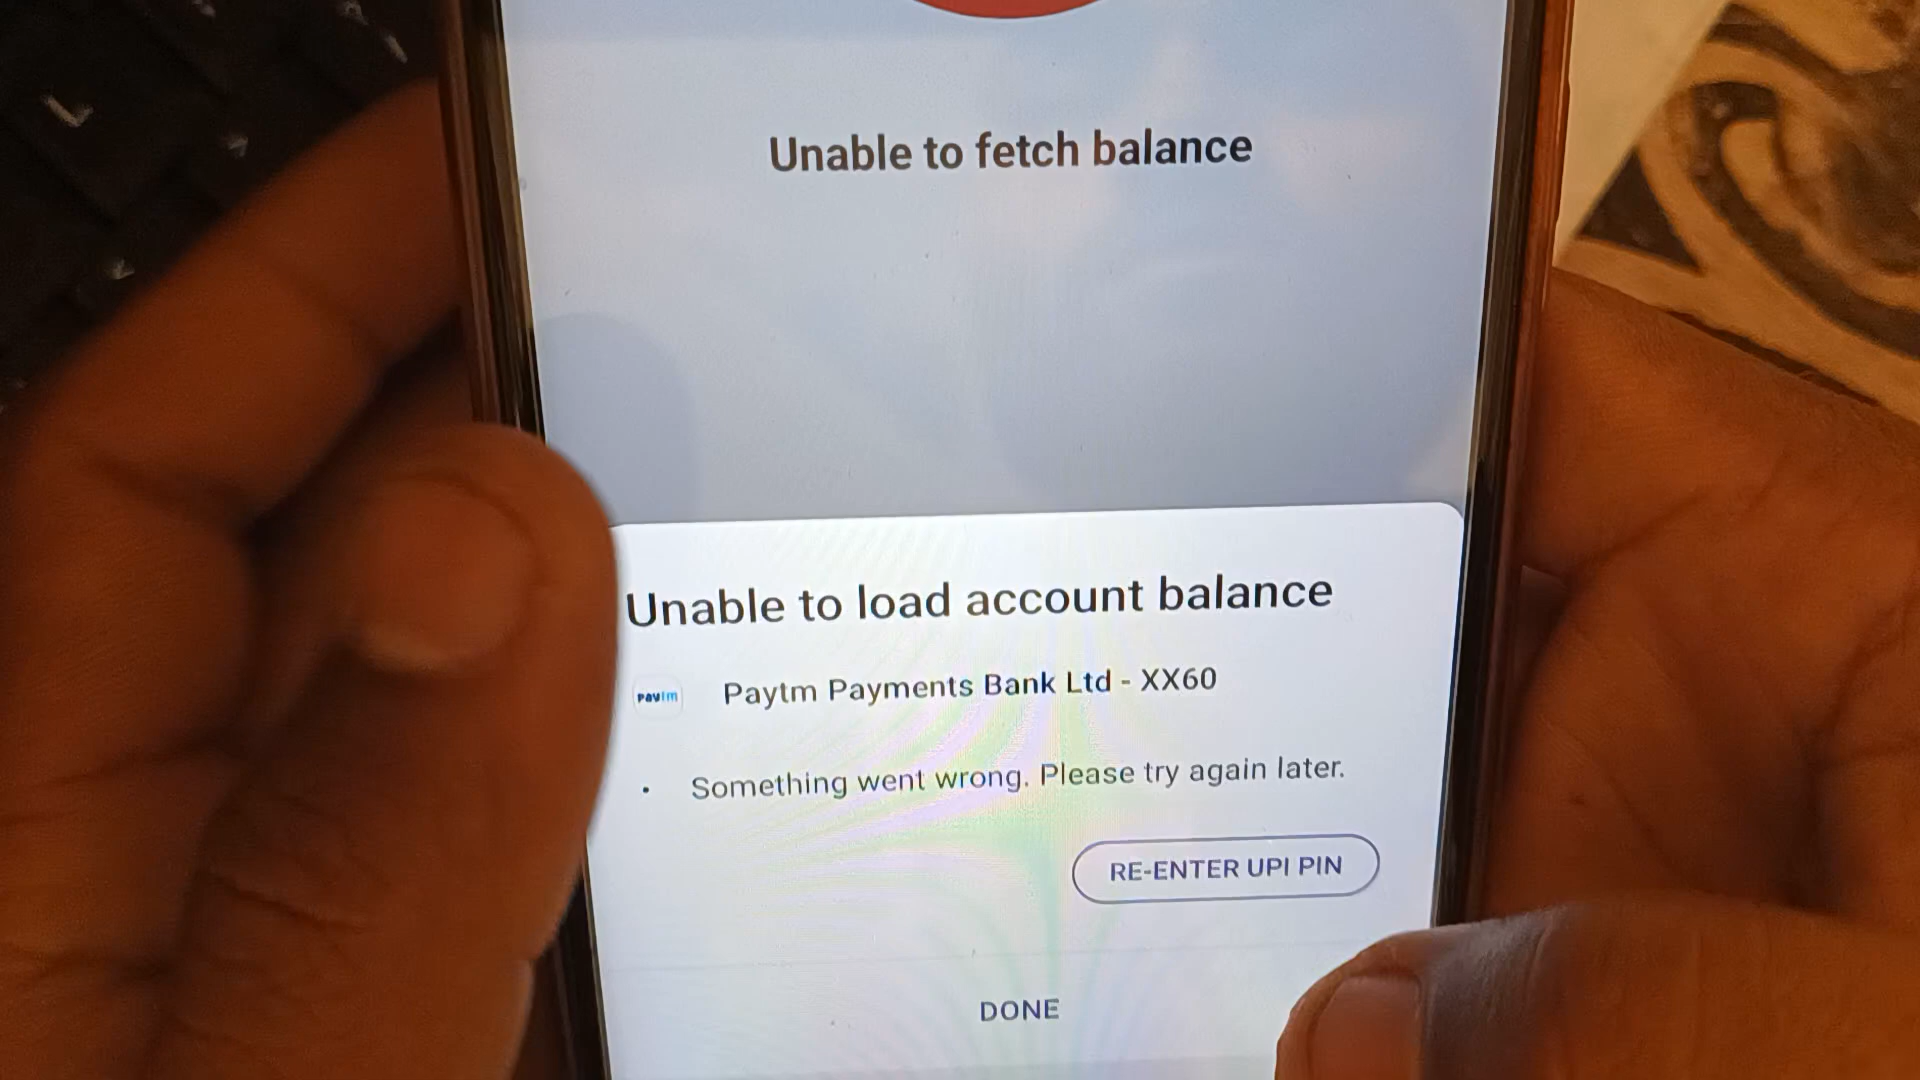 Unable to fetch balance
Unable to load account balance
paytm
Paytm Payments Bank Ltd - XX60
• Something went wrong. Please try again later.
RE-ENTER UPI PIN
DONE